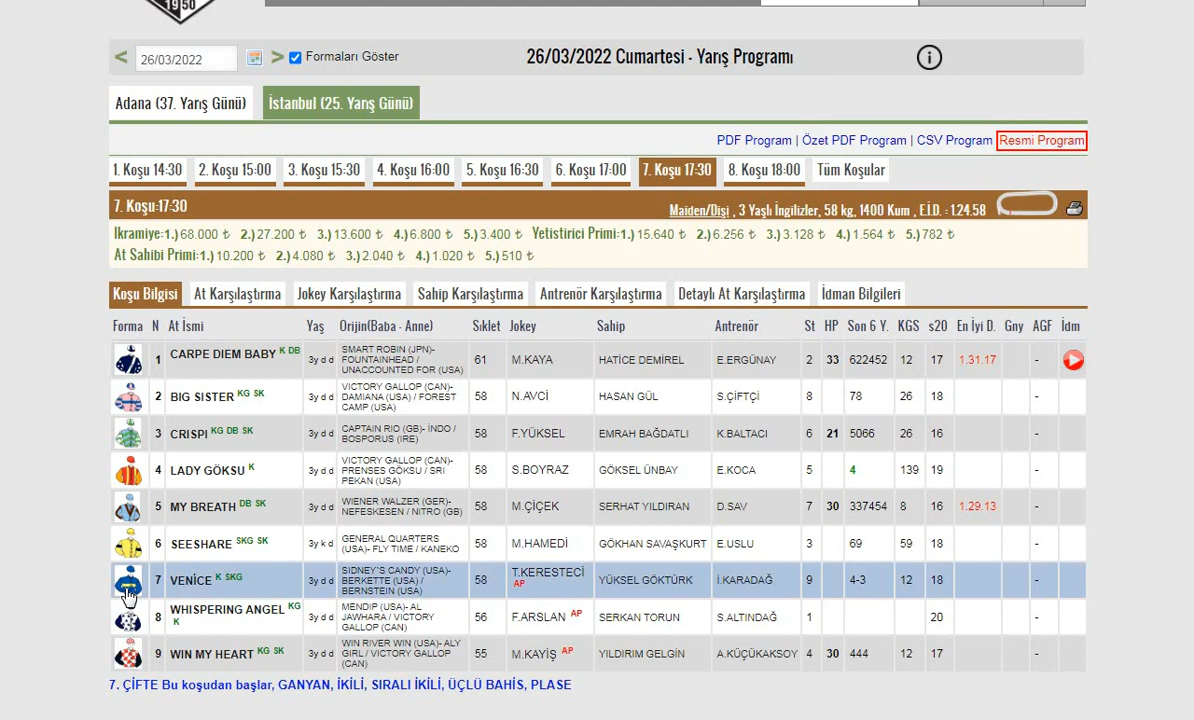 1950
26/03/2022 Formaları Göster 26/03/2022 Cumartesi - Yarış Programı
Adana (37. Yarış Günü) İstanbul (25. Yarış Günü)
PDF Program | Özet PDF Program | CSV Program Resmi Program
1. Koşu 14:30 2. Koşu 15:00 3. Koşu 15:30 4. Koşu 16:00 5. Koşu 16:30 6. Koşu 17:00 7. Koşu 17:30 8. Koşu 18:00 Tüm Koşular
7. Koşu:17:30 Maiden/Dişi , 3 Yaşlı İngilizler, 58 kg, 1400 Kum , E.İ.D. : 1.24.58
İkramiye:1.)68.000 ₺ 2.)27.200 ₺ 3.)13.600 ₺ 4.)6.800 ₺ 5.)3.400 ₺ Yetistirici Primi:1.) 15.640 ₺ 2.) 6.256 ₺ 3.) 3.128 ₺ 4.) 1.564 ₺ 5.) 782 ₺
At Sahibi Primi:1.) 10.200 ₺ 2.) 4.080 ₺ 3.) 2.040 ₺ 4.) 1.020 ₺ 5.) 510 ₺
Koşu Bilgisi At Karşılaştırma Jokey Karşılaştırma Sahip Karşılaştırma Antrenör Karşılaştırma Detaylı At Karşılaştırma İdman Bilgileri
Forma N At İsmi Yaş Orijin(Baba - Anne) Sıklet Jokey Sahip Antrenör St HP Son 6 Y. KGS s20 En İyi D. Gny AGF İdm
1 CARPE DIEM BABY K DB 3y d d SMART ROBIN (JPN)- FOUNTAINHEAD / UNACCOUNTED FOR (USA) 61 M.KAYA HATİCE DEMİREL E.ERGÜNAY 2 33 622452 12 17 1.31.17 -
2 BIG SISTER KG SK 3y d d VICTORY GALLOP (CAN)- DAMIANA (USA) / FOREST CAMP (USA) 58 N.AVCİ HASAN GÜL S.ÇİFTÇİ 8 78 26 18 -
3 CRISPI KG DB SK 3y d d CAPTAIN RIO (GB)- İNDO / BOSPORUS (IRE) 58 F.YÜKSEL EMRAH BAĞDATLI K.BALTACI 6 21 5066 26 16 -
4 LADY GÖKSU K 3y d d VICTORY GALLOP (CAN)- PRENSES GÖKSU / SRI PEKAN (USA) 58 S.BOYRAZ GÖKSEL ÜNBAY E.KOCA 5 4 139 19 -
5 MY BREATH DB SK 3y d d WIENER WALZER (GER)- NEFESKESEN / NITRO (GB) 58 M.ÇİÇEK SERHAT YILDIRAN D.SAV 7 30 337454 8 16 1.29.13 -
6 SEESHARE SKG SK 3y k d GENERAL QUARTERS (USA)- FLY TIME / KANEKO 58 M.HAMEDİ GÖKHAN SAVAŞKURT E.USLU 3 69 59 18 -
7 VENİCE K SKG 3y d d SIDNEY'S CANDY (USA)- BERKETTE (USA) / BERNSTEIN (USA) 58 T.KERESTECİ AP YÜKSEL GÖKTÜRK İ.KARADAĞ 9 4-3 12 18 -
8 WHISPERING ANGEL KG K 3y d d MENDIP (USA)- AL JAWHARA / VICTORY GALLOP (CAN) 56 F.ARSLAN AP SERKAN TORUN S.ALTINDAĞ 1 20 -
9 WIN MY HEART KG SK 3y d d WIN RIVER WIN (USA)- ALY GIRL / VICTORY GALLOP (CAN) 55 M.KAYİŞ AP YILDIRIM GELGİN A.KÜÇÜKAKSOY 4 30 444 12 17 -
7. ÇİFTE Bu koşudan başlar, GANYAN, İKİLİ, SIRALI İKİLİ, ÜÇLÜ BAHİS, PLASE